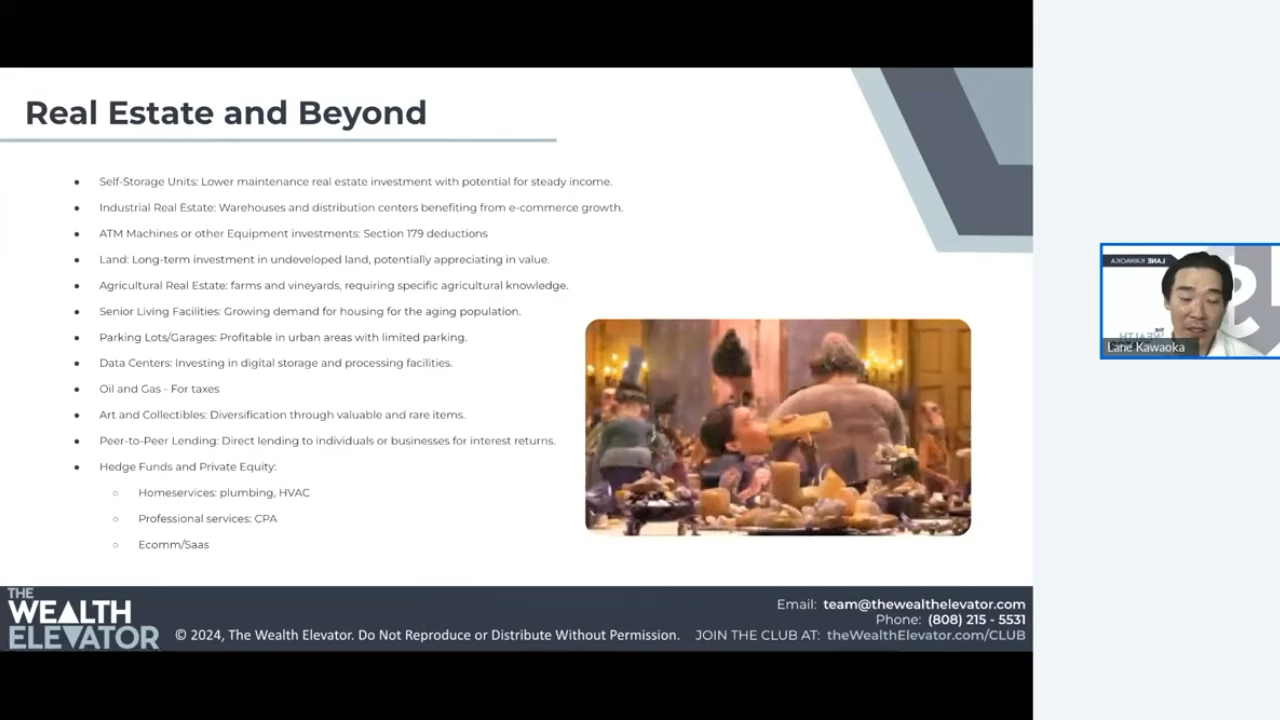 Real Estate and Beyond
● Self-Storage Units: Lower maintenance real estate investment with potential for steady income.
● Industrial Real Estate: Warehouses and distribution centers benefiting from e-commerce growth.
● ATM Machines or other Equipment investments: Section 179 deductions
● Land: Long-term investment in undeveloped land, potentially appreciating in value.
● Agricultural Real Estate: farms and vineyards, requiring specific agricultural knowledge.
● Senior Living Facilities: Growing demand for housing for the aging population.
● Parking Lots/Garages: Profitable in urban areas with limited parking.
● Data Centers: Investing in digital storage and processing facilities.
● Oil and Gas - For taxes
● Art and Collectibles: Diversification through valuable and rare items.
● Peer-to-Peer Lending: Direct lending to individuals or businesses for interest returns.
● Hedge Funds and Private Equity:
○ Homeservices: plumbing, HVAC
○ Professional services: CPA
○ Ecomm/Saas
LANE KAWAOKA
Lane Kawaoka
THE
WEALTH
ELEVATOR
© 2024, The Wealth Elevator. Do Not Reproduce or Distribute Without Permission.
Email: team@thewealthelevator.com
Phone: (808) 215 - 5531
JOIN THE CLUB AT: theWealthElevator.com/CLUB